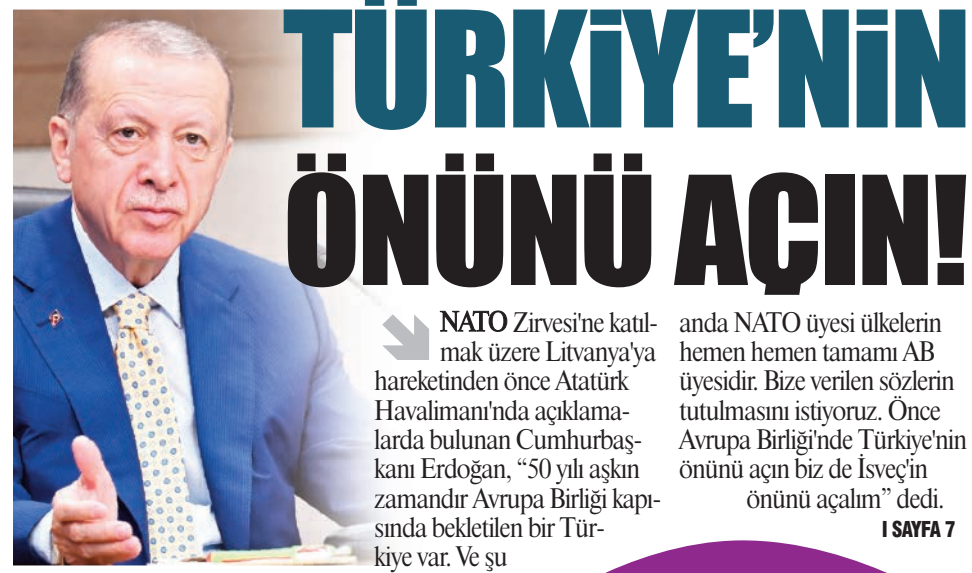 TÜRKiYE’NiN
ÖNÜNÜ AÇIN!
NATO Zirvesi'ne katıl-
mak üzere Litvanya'ya
hareketinden önce Atatürk
Havalimanı'nda açıklama-
larda bulunan Cumhurbaş-
kanı Erdoğan, “50 yılı aşkın
zamandır Avrupa Birliği kapı-
sında bekletilen bir Tür-
kiye var. Ve şu
anda NATO üyesi ülkelerin
hemen hemen tamamı AB
üyesidir. Bize verilen sözlerin
tutulmasını istiyoruz. Önce
Avrupa Birliği'nde Türkiye'nin
önünü açın biz de İsveç'in
önünü açalım” dedi.
I SAYFA 7